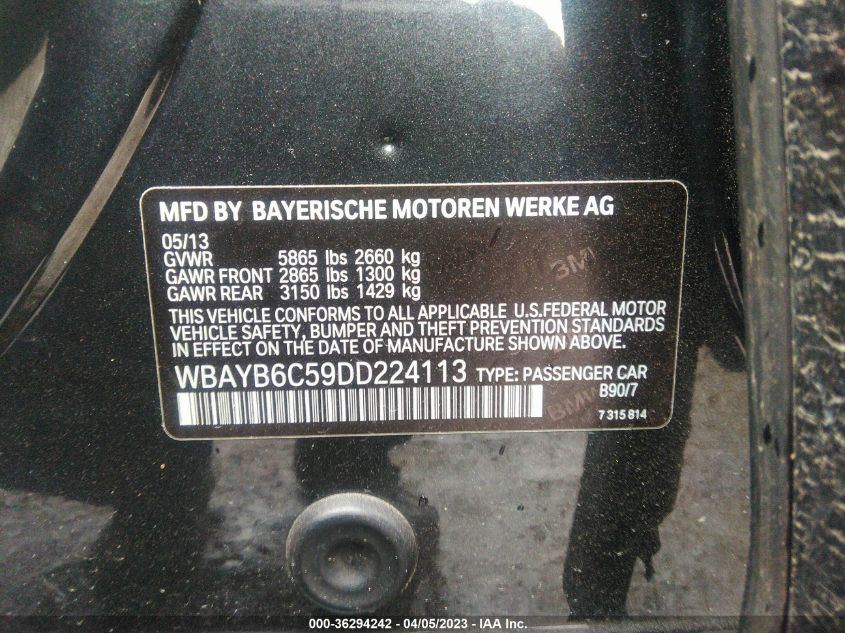 MFD BY BAYERISCHE MOTOREN WERKE AG
05/13
GVWR 5865 lbs 2660 kg
GAWR FRONT 2865 lbs 1300 kg
GAWR REAR 3150 lbs 1429 kg
THIS VEHICLE CONFORMS TO ALL APPLICABLE U.S.FEDERAL MOTOR
VEHICLE SAFETY, BUMPER AND THEFT PREVENTION STANDARDS
IN EFFECT ON THE DATE OF MANUFACTURE SHOWN ABOVE.
WBAYB6C59DD224113 TYPE: PASSENGER CAR
B90/7
7 315 814
000-36294242 - 04/05/2023 - IAA Inc.